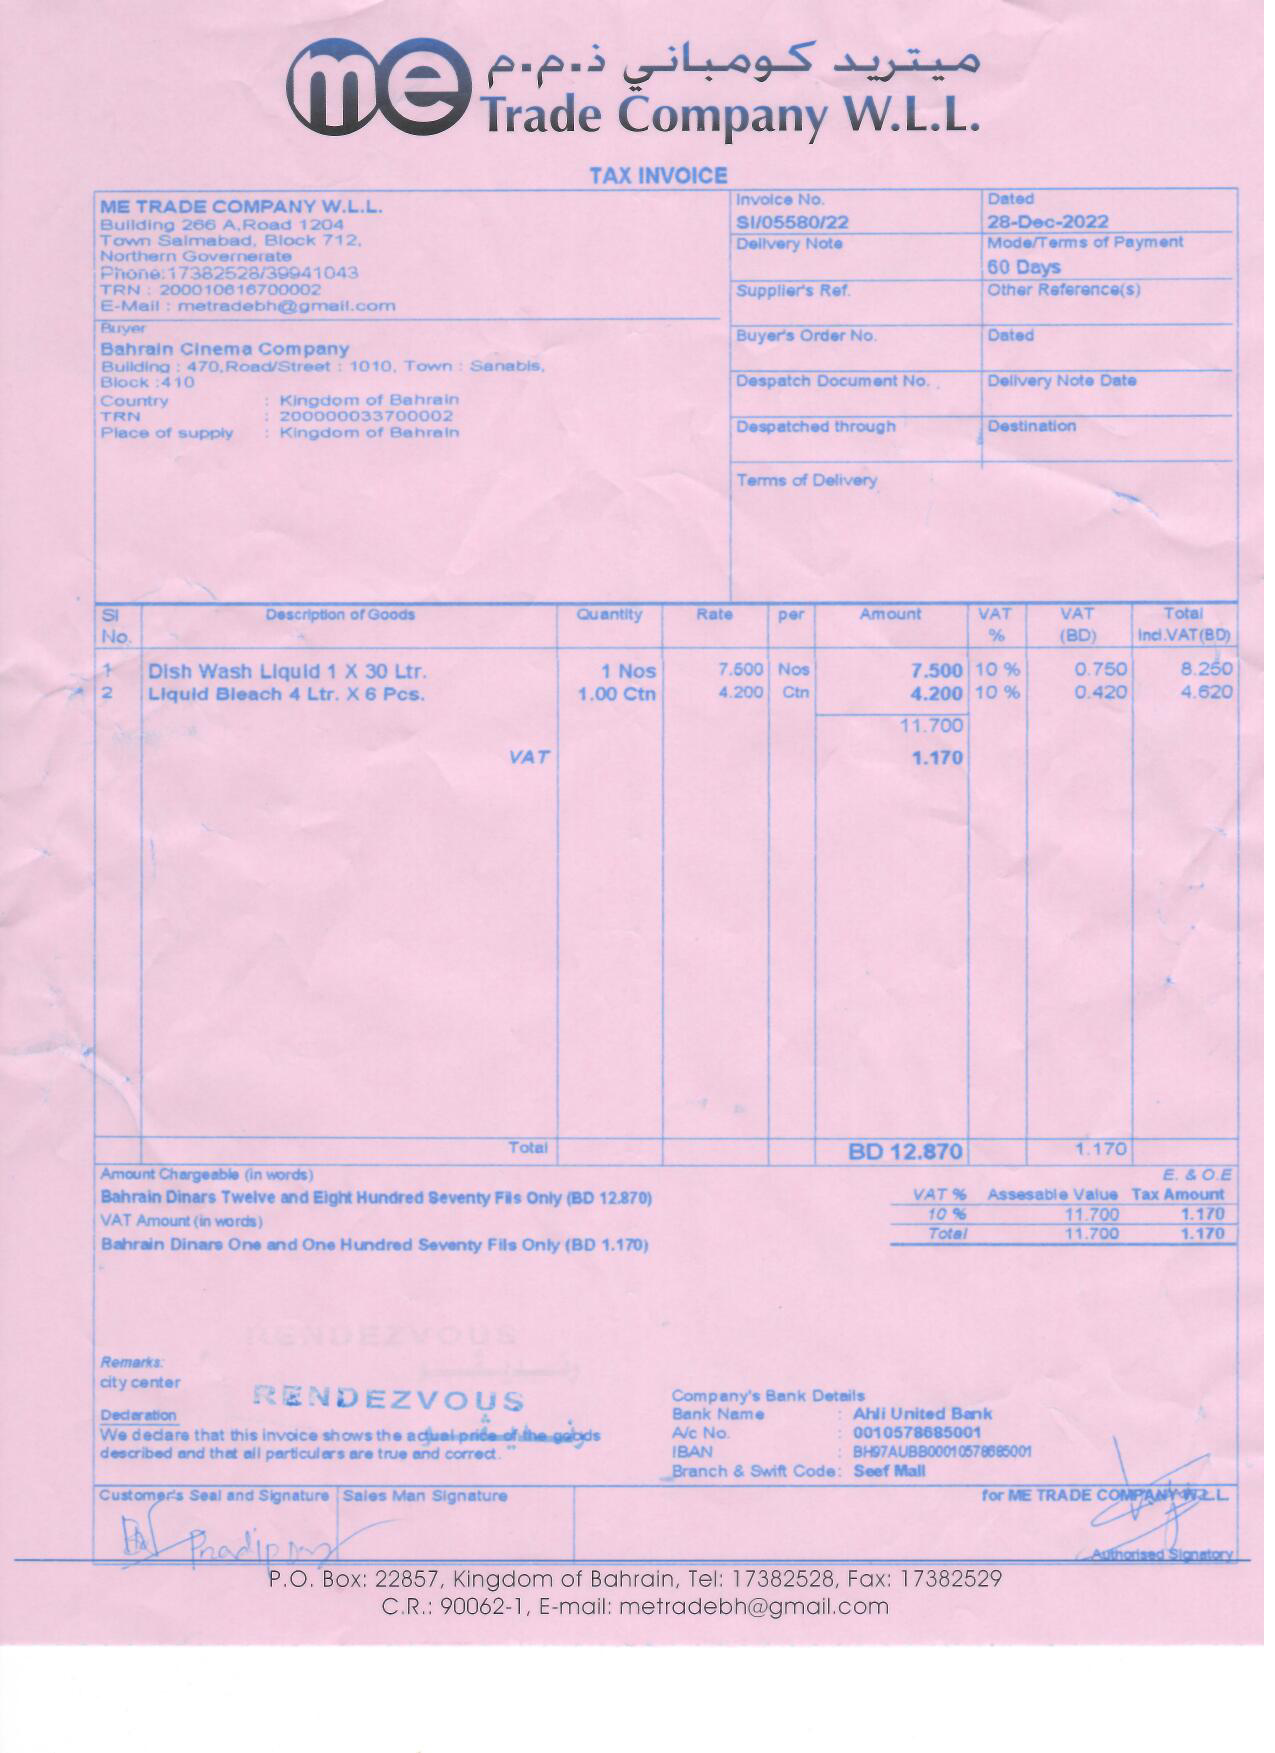 me ميتريد كومباني ذ.م.م
Trade Company W.L.L.
TAX INVOICE
ME TRADE COMPANY W.L.L.
Building 266 A,Road 1204
Town Salmabad, Block 712,
Northern Governerate
Phone:17382528/39941043
TRN : 200010616700002
E-Mail : metradebh@gmail.com
Invoice No. Dated
SI/05580/22 28-Dec-2022
Delivery Note Mode/Terms of Payment
60 Days
Supplier's Ref. Other Reference(s)
Buyer's Order No. Dated
Despatch Document No. Delivery Note Date
Despatched through Destination
Terms of Delivery
Buyer
Bahrain Cinema Company
Building : 470,Road/Street : 1010, Town : Sanabis,
Block :410
Country : Kingdom of Bahrain
TRN : 200000033700002
Place of supply : Kingdom of Bahrain
Sl No. Description of Goods Quantity Rate per Amount VAT % VAT (BD) Total Incl.VAT(BD)
1 Dish Wash Liquid 1 X 30 Ltr. 1 Nos 7.500 Nos 7.500 10 % 0.750 8.250
2 Liquid Bleach 4 Ltr. X 6 Pcs. 1.00 Ctn 4.200 Ctn 4.200 10 % 0.420 4.620
11.700
VAT 1.170
Total BD 12.870 1.170
Amount Chargeable (in words) E. & O.E
Bahrain Dinars Twelve and Eight Hundred Seventy Fils Only (BD 12.870)
VAT Amount (in words)
Bahrain Dinars One and One Hundred Seventy Fils Only (BD 1.170)
VAT % Assesable Value Tax Amount
10 % 11.700 1.170
Total 11.700 1.170
RENDEZVOUS
Remarks:
city center
RENDEZVOUS
Declaration
We declare that this invoice shows the actual price of the goods
described and that all particulars are true and correct.
Company's Bank Details
Bank Name : Ahli United Bank
A/c No. : 0010578685001
IBAN : BH97AUBB00010578685001
Branch & Swift Code : Seef Mall
Customer's Seal and Signature Sales Man Signature
for ME TRADE COMPANY W.L.L.
Pradip
Authorised Signatory
P.O. Box: 22857, Kingdom of Bahrain, Tel: 17382528, Fax: 17382529
C.R.: 90062-1, E-mail: metradebh@gmail.com